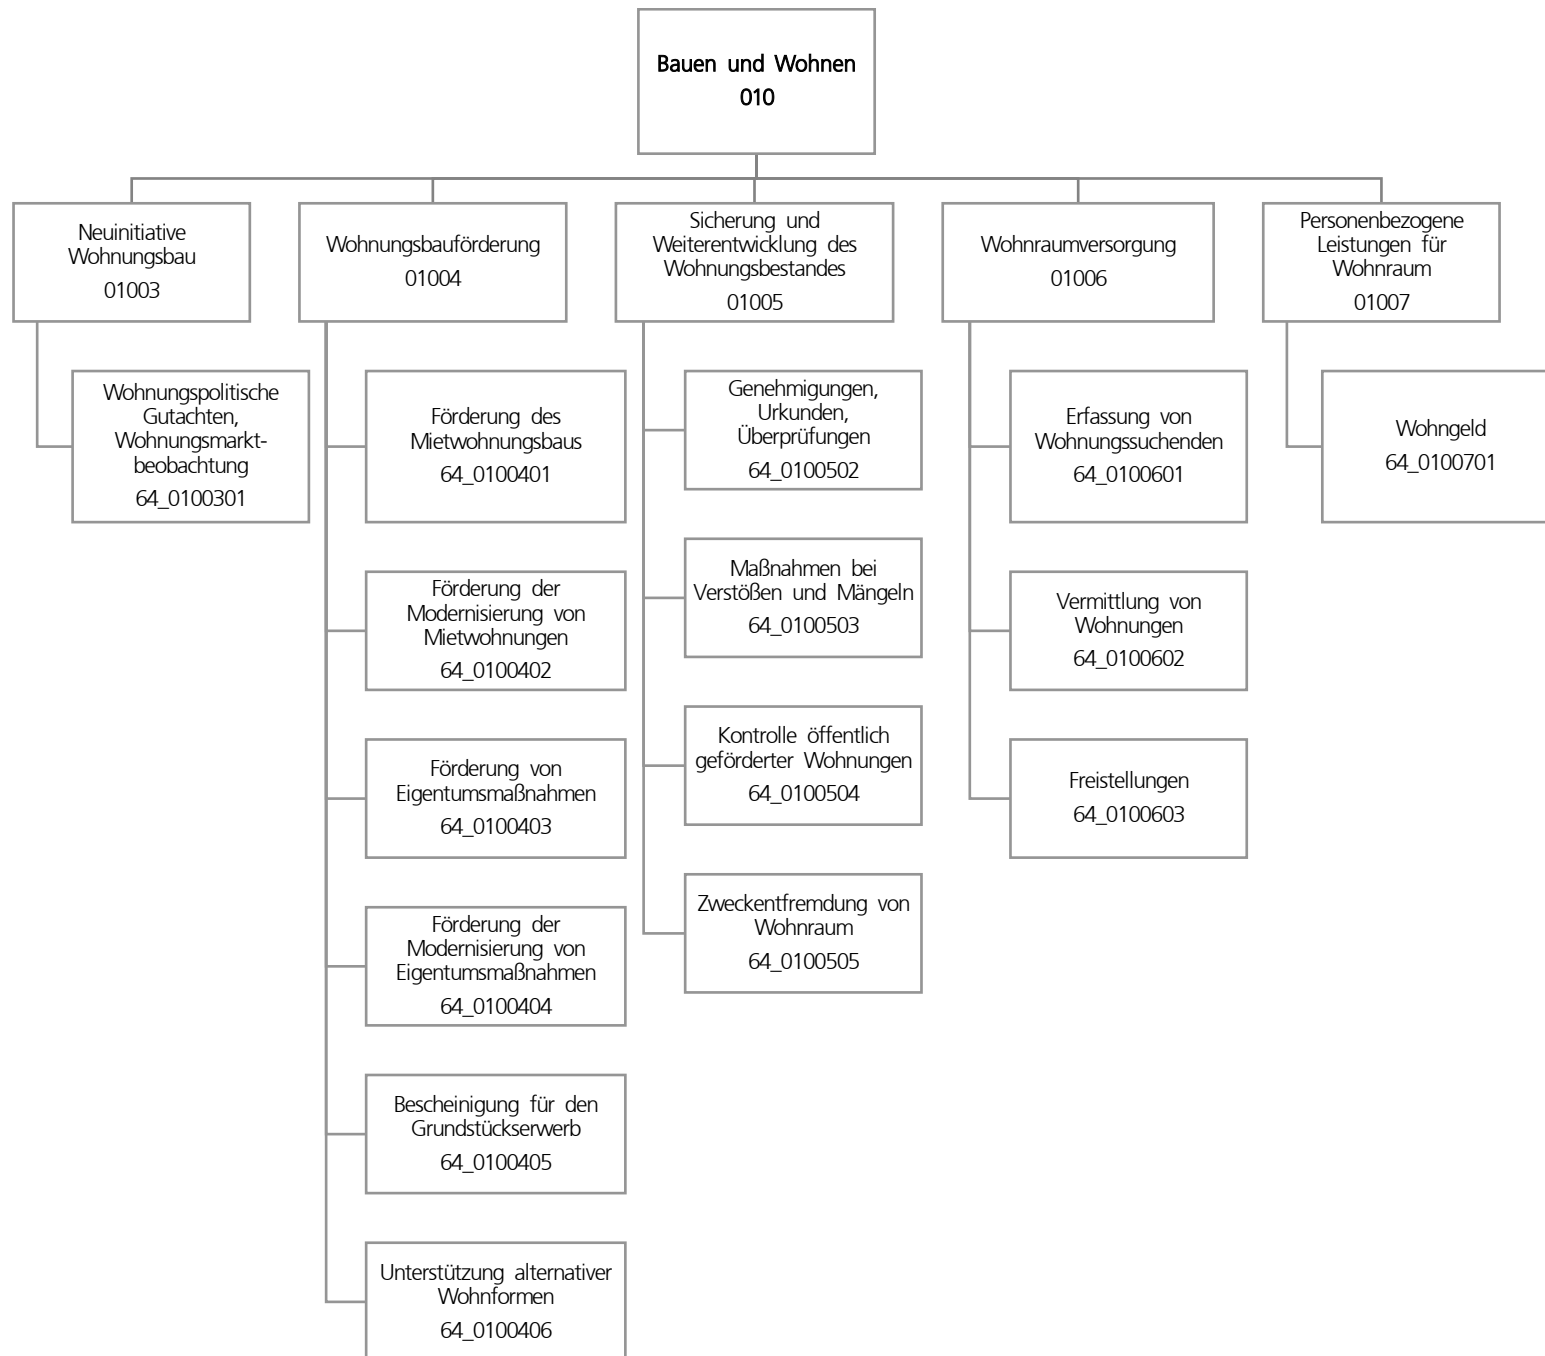 Bauen und Wohnen
010
Neuinitiative
Wohnungsbau
01003
Wohnungspolitische
Gutachten,
Wohnungsmarkt-
beobachtung
64_0100301
Wohnungsbauförderung
01004
Förderung des
Mietwohnungsbaus
64_0100401
Förderung der
Modernisierung von
Mietwohnungen
64_0100402
Förderung von
Eigentumsmaßnahmen
64_0100403
Förderung der
Modernisierung von
Eigentumsmaßnahmen
64_0100404
Bescheinigung für den
Grundstückserwerb
64_0100405
Unterstützung alternativer
Wohnformen
64_0100406
Sicherung und
Weiterentwicklung des
Wohnungsbestandes
01005
Genehmigungen,
Urkunden,
Überprüfungen
64_0100502
Maßnahmen bei
Verstößen und Mängeln
64_0100503
Kontrolle öffentlich
geförderter Wohnungen
64_0100504
Zweckentfremdung von
Wohnraum
64_0100505
Wohnraumversorgung
01006
Erfassung von
Wohnungssuchenden
64_0100601
Vermittlung von
Wohnungen
64_0100602
Freistellungen
64_0100603
Personenbezogene
Leistungen für
Wohnraum
01007
Wohngeld
64_0100701